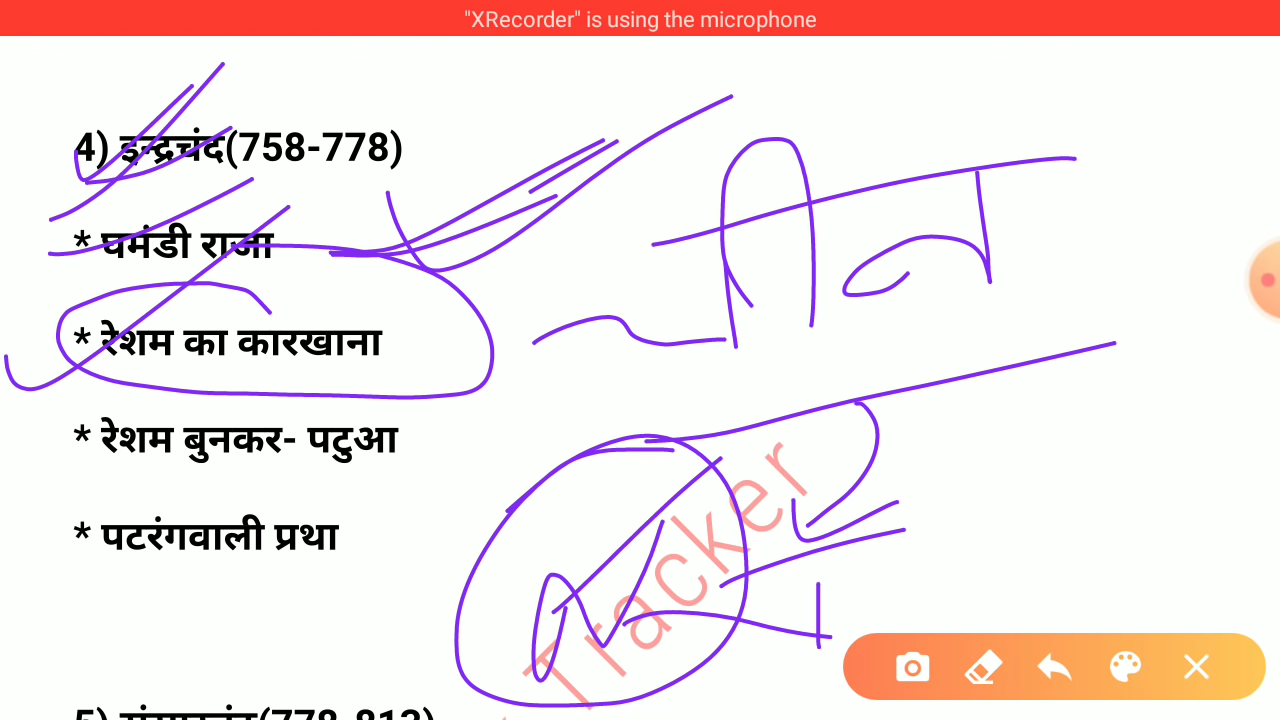 "XRecorder" is using the microphone
4) इन्द्रचंद(758-778)
* घमंडी राजा
* रेशम का कारखाना
* रेशम बुनकर- पटुआ
* पटरंगवाली प्रथा
Tracker